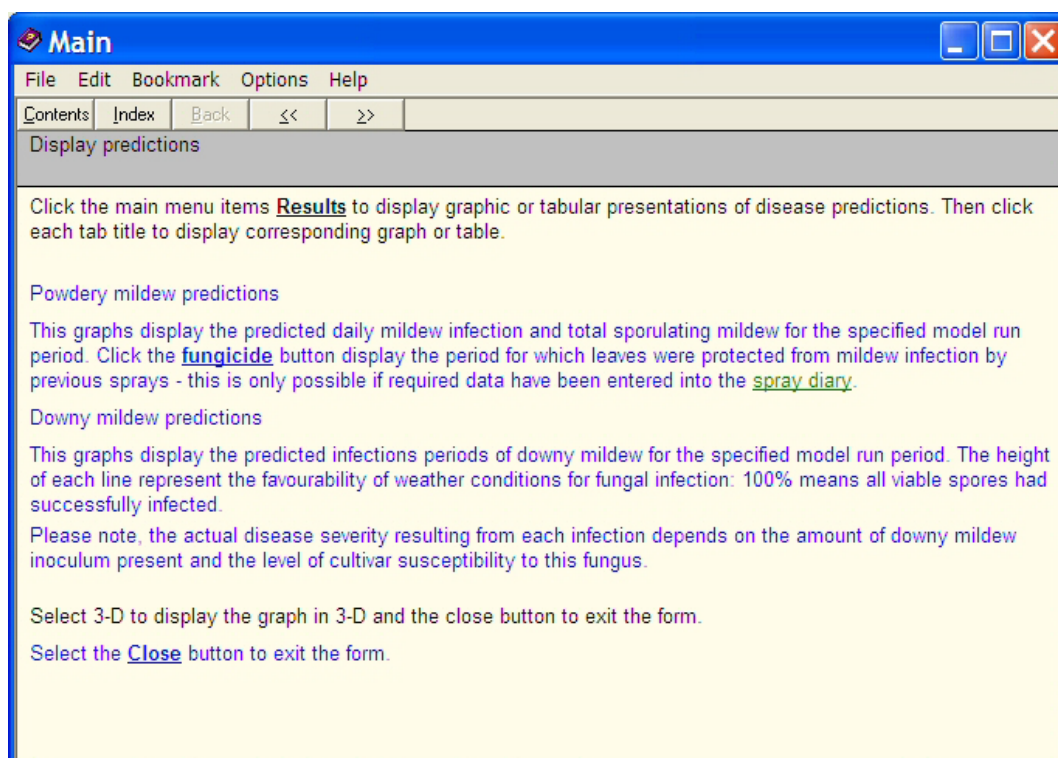 Main
File Edit Bookmark Options Help
Contents Index Back << >>
Display predictions
Click the main menu items Results to display graphic or tabular presentations of disease predictions. Then click
each tab title to display corresponding graph or table.
Powdery mildew predictions
This graphs display the predicted daily mildew infection and total sporulating mildew for the specified model run
period. Click the fungicide button display the period for which leaves were protected from mildew infection by
previous sprays - this is only possible if required data have been entered into the spray diary.
Downy mildew predictions
This graphs display the predicted infections periods of downy mildew for the specified model run period. The height
of each line represent the favourability of weather conditions for fungal infection: 100% means all viable spores had
successfully infected.
Please note, the actual disease severity resulting from each infection depends on the amount of downy mildew
inoculum present and the level of cultivar susceptibility to this fungus.
Select 3-D to display the graph in 3-D and the close button to exit the form.
Select the Close button to exit the form.